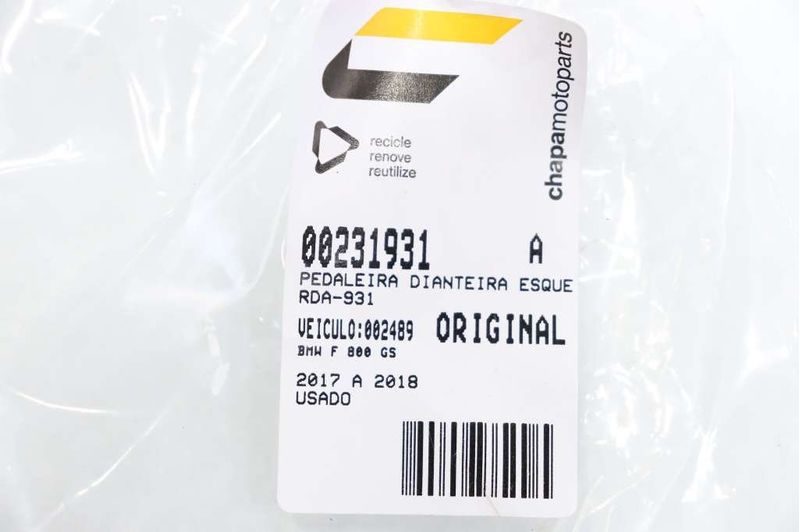 chapamotoparts
recicle
renove
reutilize
00231931 A
PEDALEIRA DIANTEIRA ESQUE
RDA-931
VEICULO:002489 ORIGINAL
BMW F 800 GS
2017 A 2018
USADO